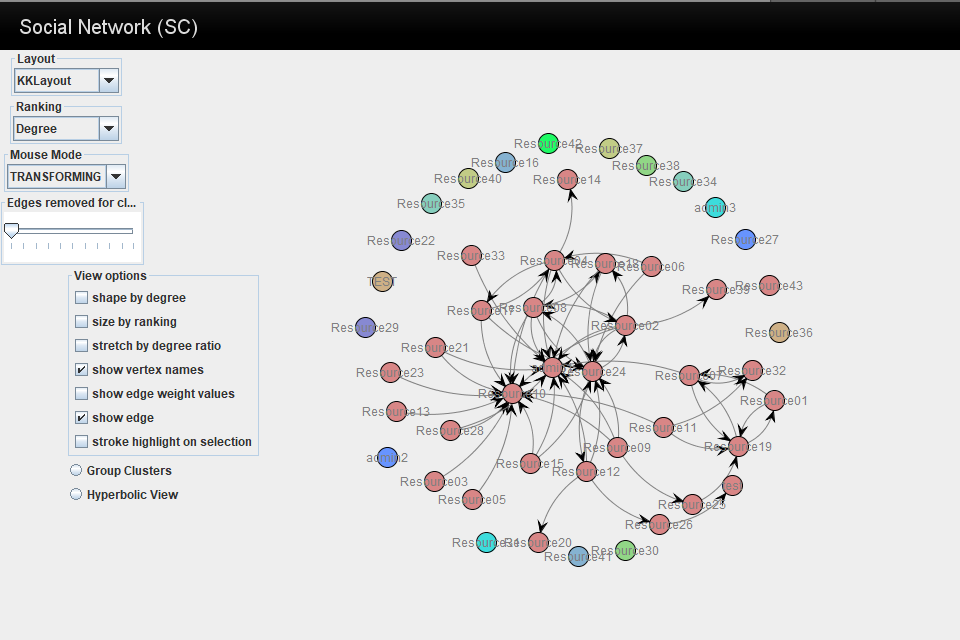 Social Network (SC)
Layout
KKLayout
Ranking
Degree
Mouse Mode
TRANSFORMING
Edges removed for cl...
View options
shape by degree
size by ranking
stretch by degree ratio
show vertex names
show edge weight values
show edge
stroke highlight on selection
Group Clusters
Hyperbolic View
Resource42
Resource37
Resource16
Resource38
Resource40
Resource14
Resource34
Resource35
admin3
Resource22
Resource27
Resource33
Resource04
Resource06
TEST
Resource39
Resource43
Resource17
Resource08
Resource29
Resource02
Resource36
Resource21
Resource23
Resource24
Resource07
Resource32
Resource10
Resource01
Resource13
Resource28
Resource11
Resource09
Resource19
admin2
Resource15
Resource12
Resource03
test
Resource05
Resource25
Resource26
Resource20
Resource30
Resource41